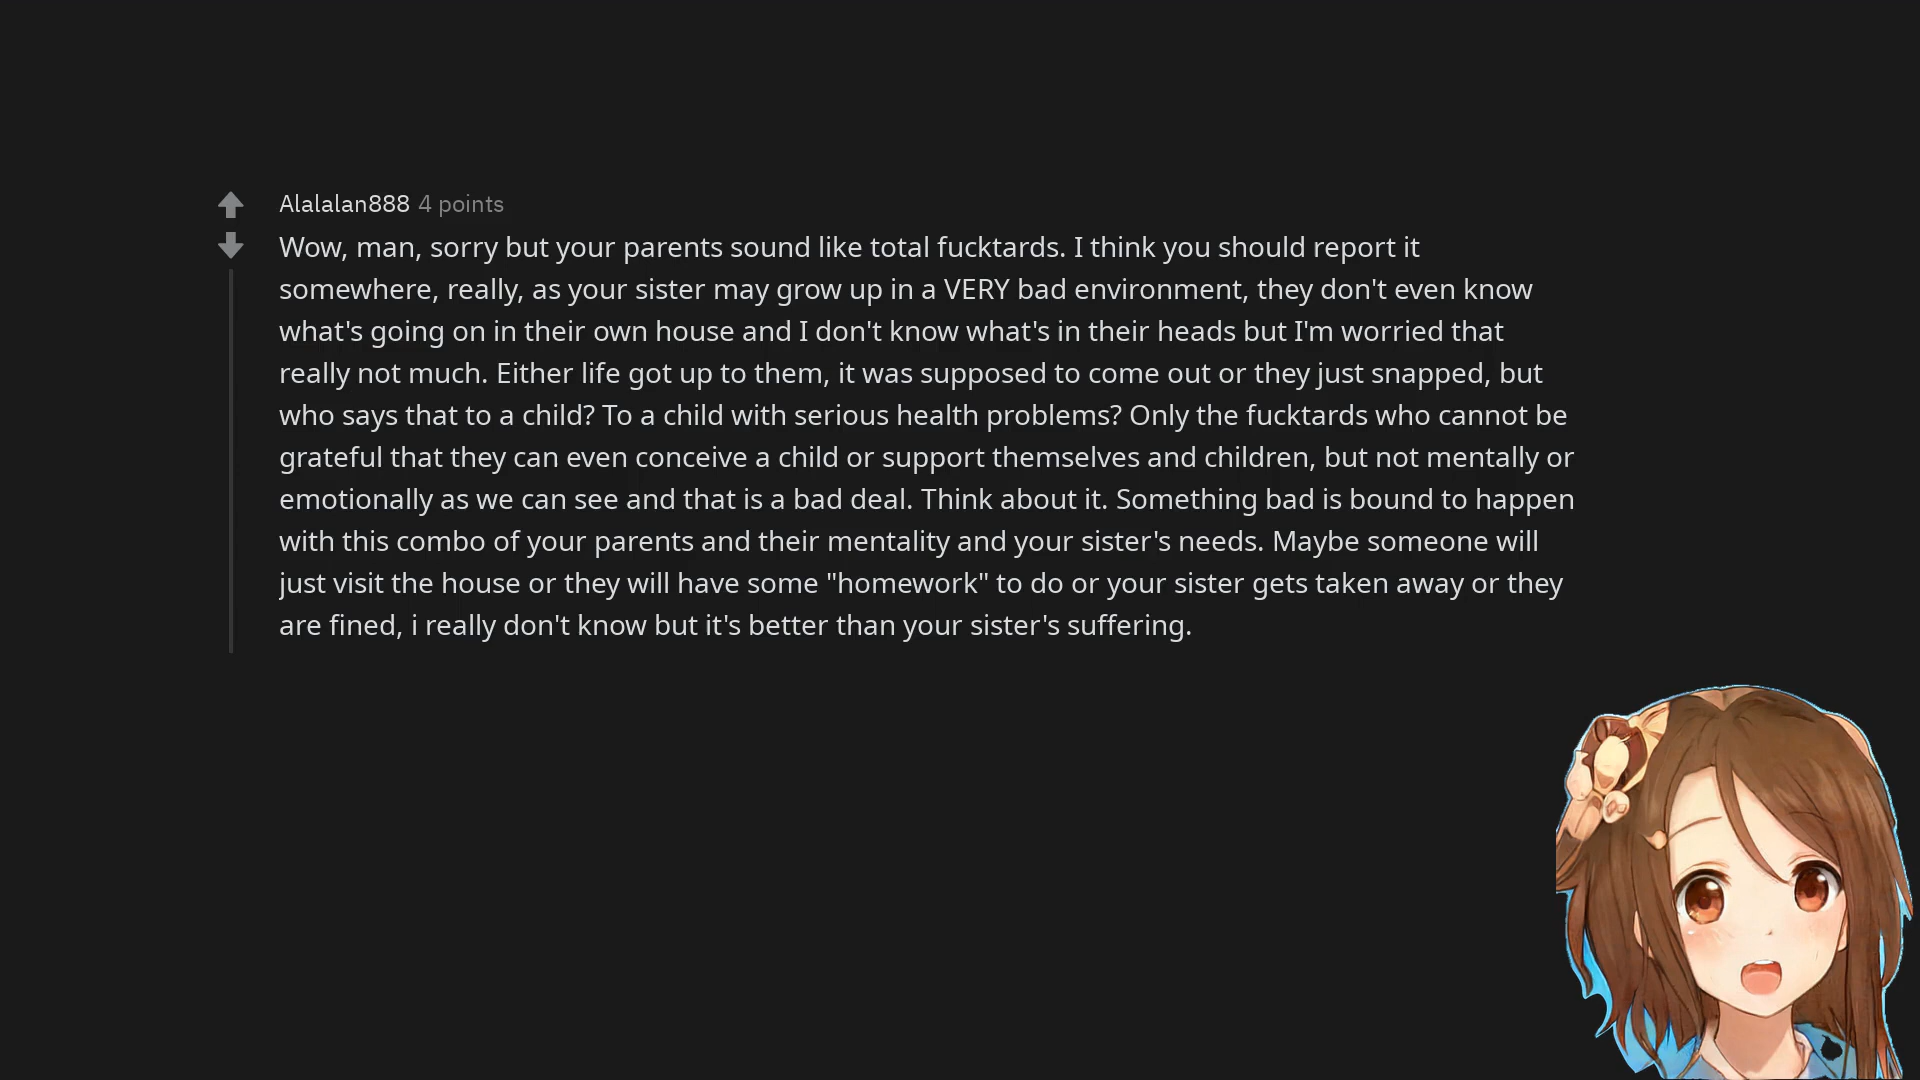 Alalalan888 4 points
Wow, man, sorry but your parents sound like total fucktards. I think you should report it
somewhere, really, as your sister may grow up in a VERY bad environment, they don't even know
what's going on in their own house and I don't know what's in their heads but I'm worried that
really not much. Either life got up to them, it was supposed to come out or they just snapped, but
who says that to a child? To a child with serious health problems? Only the fucktards who cannot be
grateful that they can even conceive a child or support themselves and children, but not mentally or
emotionally as we can see and that is a bad deal. Think about it. Something bad is bound to happen
with this combo of your parents and their mentality and your sister's needs. Maybe someone will
just visit the house or they will have some "homework" to do or your sister gets taken away or they
are fined, i really don't know but it's better than your sister's suffering.